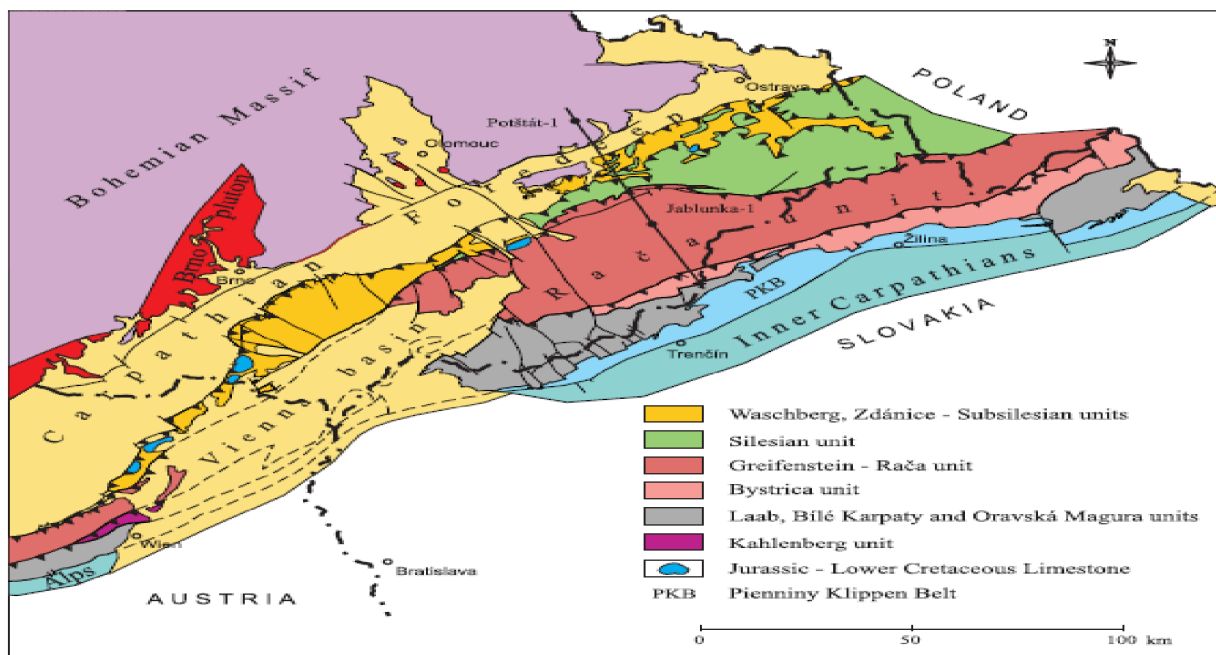 N
POLAND
Bohemian Massif
Ostrava
Potštát-1
Olomouc
Carpathian Foredeep
Jablunka-1
Brno pluton
Brno
Rača unit
Žilina
PKB
Inner Carpathians
SLOVAKIA
Trenčín
Vienna basin
Waschberg, Zdánice - Subsilesian units
Silesian unit
Greifenstein - Rača unit
Bystrica unit
Laab, Bílé Karpaty and Oravská Magura units
Kahlenberg unit
Jurassic - Lower Cretaceous Limestone
PKB Pienniny Klippen Belt
Wien
Alps
Bratislava
AUSTRIA
0 50 100 km